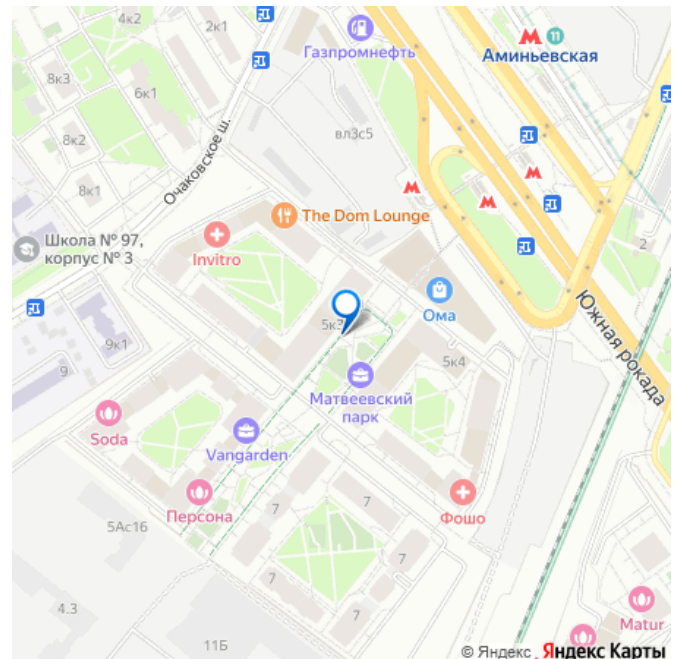 4к2
2к1
Газпромнефть
М 11
Аминьевская
8к3
6к1
вл3с5
8к2
8к1
Очаковское ш.
М
М
М
The Dom Lounge
Школа № 97,
корпус № 3
Invitro
2
Ома
Южная рокада
5к3
9к1
5к4
9
Матвеевский
парк
Soda
Vangarden
Персона
7
Фошо
5Ас16
7
7
7
4.3
7
11Б
Matur
© Яндекс Яндекс Карты